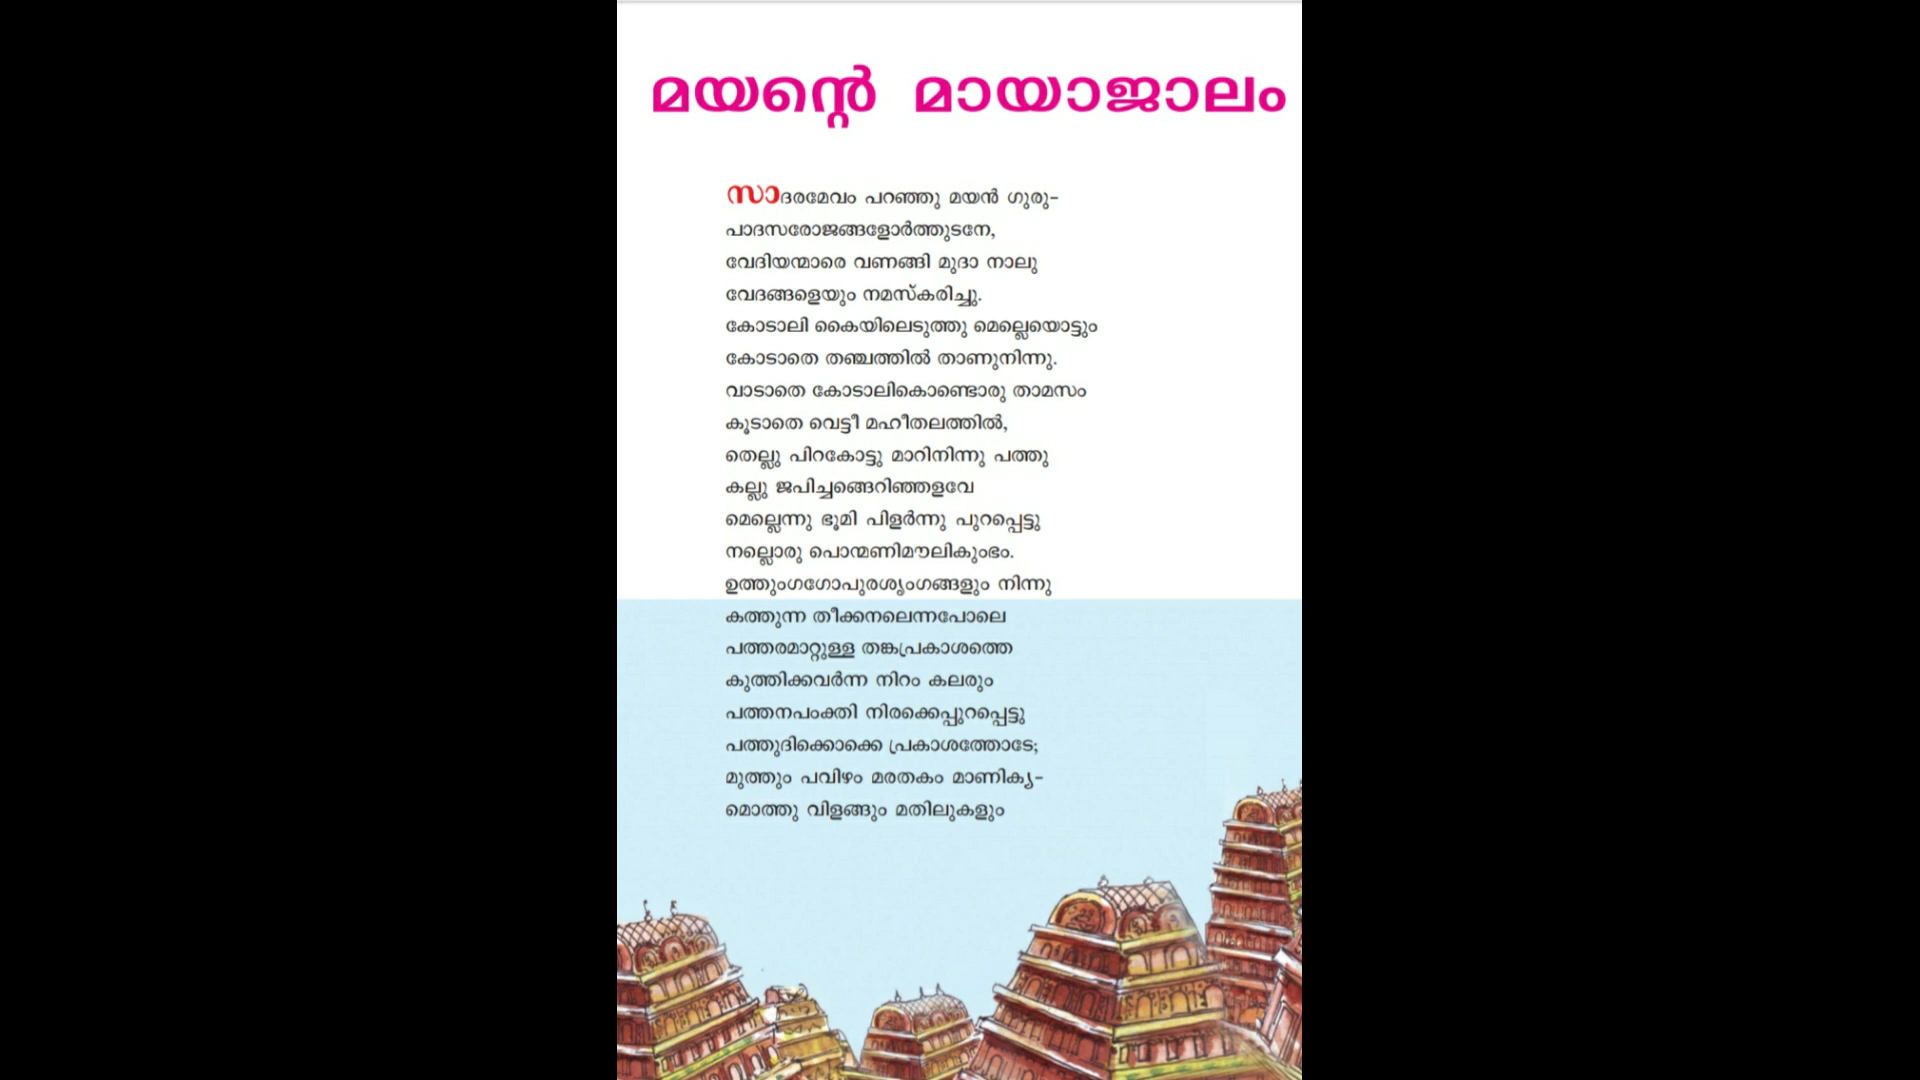 മയന്റെ മായാജാലം
സാദരമേവം പറഞ്ഞു മയൻ ഗുരു-
പാദസരോജങ്ങളോർത്തുടനേ,
വേദിയന്മാരെ വണങ്ങി മുദാ നാലു
വേദങ്ങളെയും നമസ്കരിച്ചു.
കോടാലി കൈയിലെടുത്തു മെല്ലെയൊട്ടും
കോടാതെ തഞ്ചത്തിൽ താണുനിന്നു.
വാടാതെ കോടാലികൊണ്ടൊരു താമസം
കൂടാതെ വെട്ടീ മഹീതലത്തിൽ,
തെല്ലു പിറകോട്ടു മാറിനിന്നു പത്തു
കല്ലു ജപിച്ചങ്ങെറിഞ്ഞളവേ
മെല്ലെന്നു ഭൂമി പിളർന്നു പുറപ്പെട്ടു
നല്ലൊരു പൊന്മണിമൗലികുംഭം.
ഉത്തുംഗഗോപുരശൃംഗങ്ങളും നിന്നു
കത്തുന്ന തീക്കനലെന്നപോലെ
പത്തരമാറ്റുള്ള തങ്കപ്രകാശത്തെ
കുത്തിക്കവർന്ന നിറം കലരും
പത്തനപംക്തി നിരക്കെപ്പുറപ്പെട്ടു
പത്തുദിക്കൊക്കെ പ്രകാശത്തോടേ;
മുത്തും പവിഴം മരതകം മാണിക്യ-
മൊത്തു വിളങ്ങും മതിലുകളും